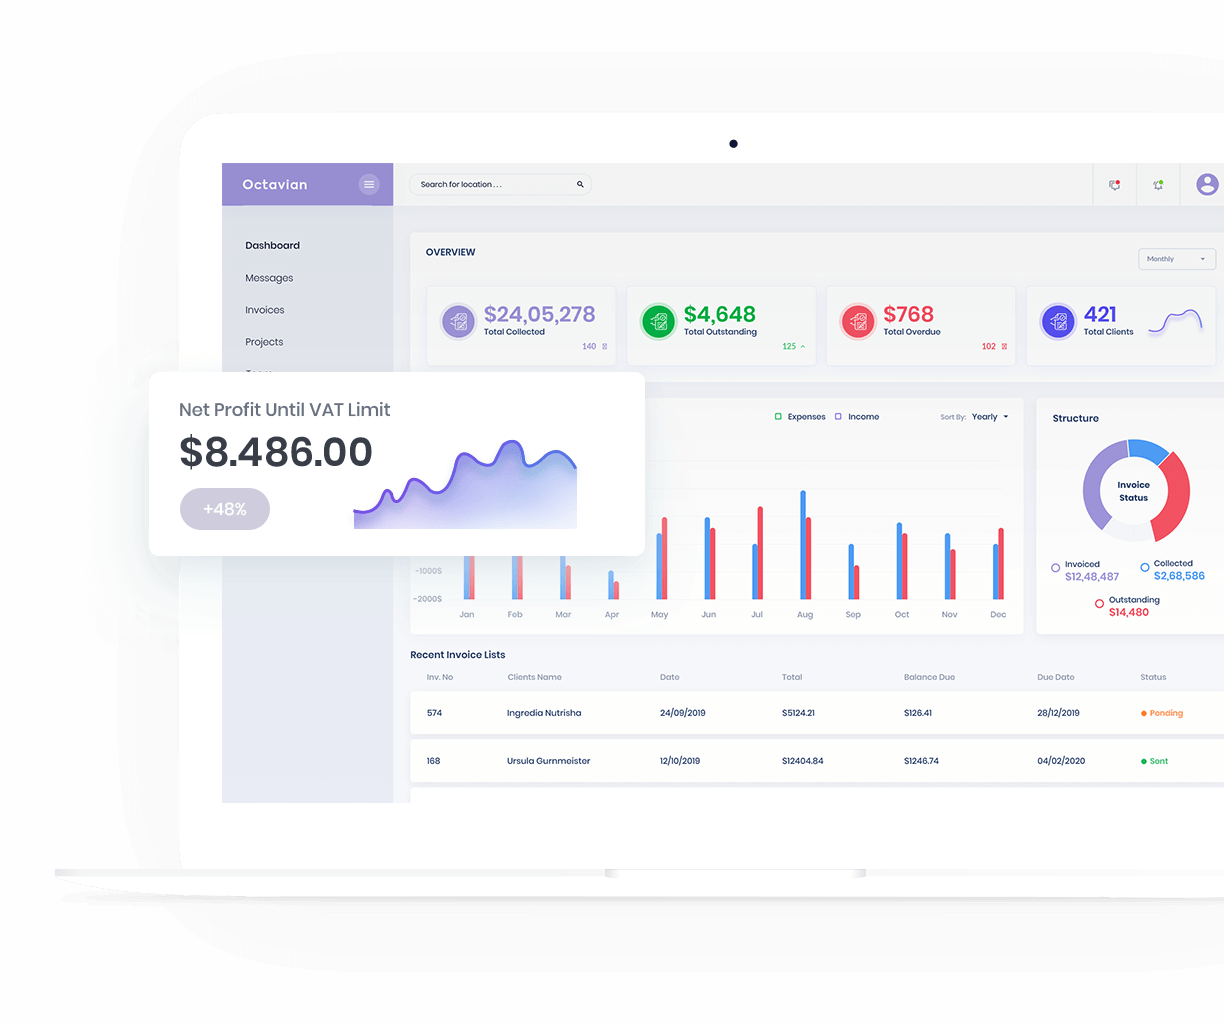 Octavian
Search for location . . .
Dashboard
Messages
Invoices
Projects
OVERVIEW
Monthly
$24,05,278
Total Collected
140
$4,648
Total Outstanding
125
$768
Total Overdue
102
421
Total Clients
Net Profit Until VAT Limit
$8.486.00
+48%
Expenses
Income
Sort By: Yearly
-1000$
-2000$
Jan Feb Mar Apr May Jun Jul Aug Sep Oct Nov Dec
Structure
Invoice
Status
Invoiced
$12,48,487
Collected
$2,68,586
Outstanding
$14,480
Recent Invoice Lists
Inv. No Clients Name Date Total Balance Due Due Date Status
574 Ingredia Nutrisha 24/09/2019 $5124.21 $126.41 28/12/2019 Pending
168 Ursula Gurnmeister 12/10/2019 $12404.84 $1246.74 04/02/2020 Sent